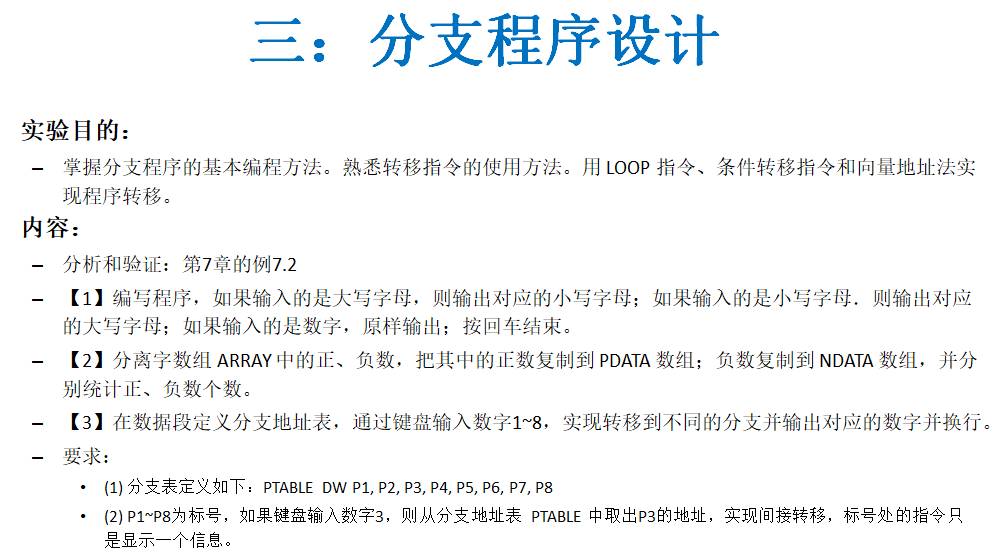 三：分支程序设计
实验目的：
– 掌握分支程序的基本编程方法。熟悉转移指令的使用方法。用 LOOP 指令、条件转移指令和向量地址法实
现程序转移。
内容：
– 分析和验证：第7章的例7.2
– 【1】编写程序，如果输入的是大写字母，则输出对应的小写字母；如果输入的是小写字母．则输出对应
的大写字母；如果输入的是数字，原样输出；按回车结束。
– 【2】分离字数组 ARRAY 中的正、负数，把其中的正数复制到 PDATA 数组；负数复制到 NDATA 数组，并分
别统计正、负数个数。
– 【3】在数据段定义分支地址表，通过键盘输入数字1~8，实现转移到不同的分支并输出对应的数字并换行。
– 要求：
• (1) 分支表定义如下：PTABLE DW P1, P2, P3, P4, P5, P6, P7, P8
• (2) P1~P8为标号，如果键盘输入数字3，则从分支地址表 PTABLE 中取出P3的地址，实现间接转移，标号处的指令只
是显示一个信息。